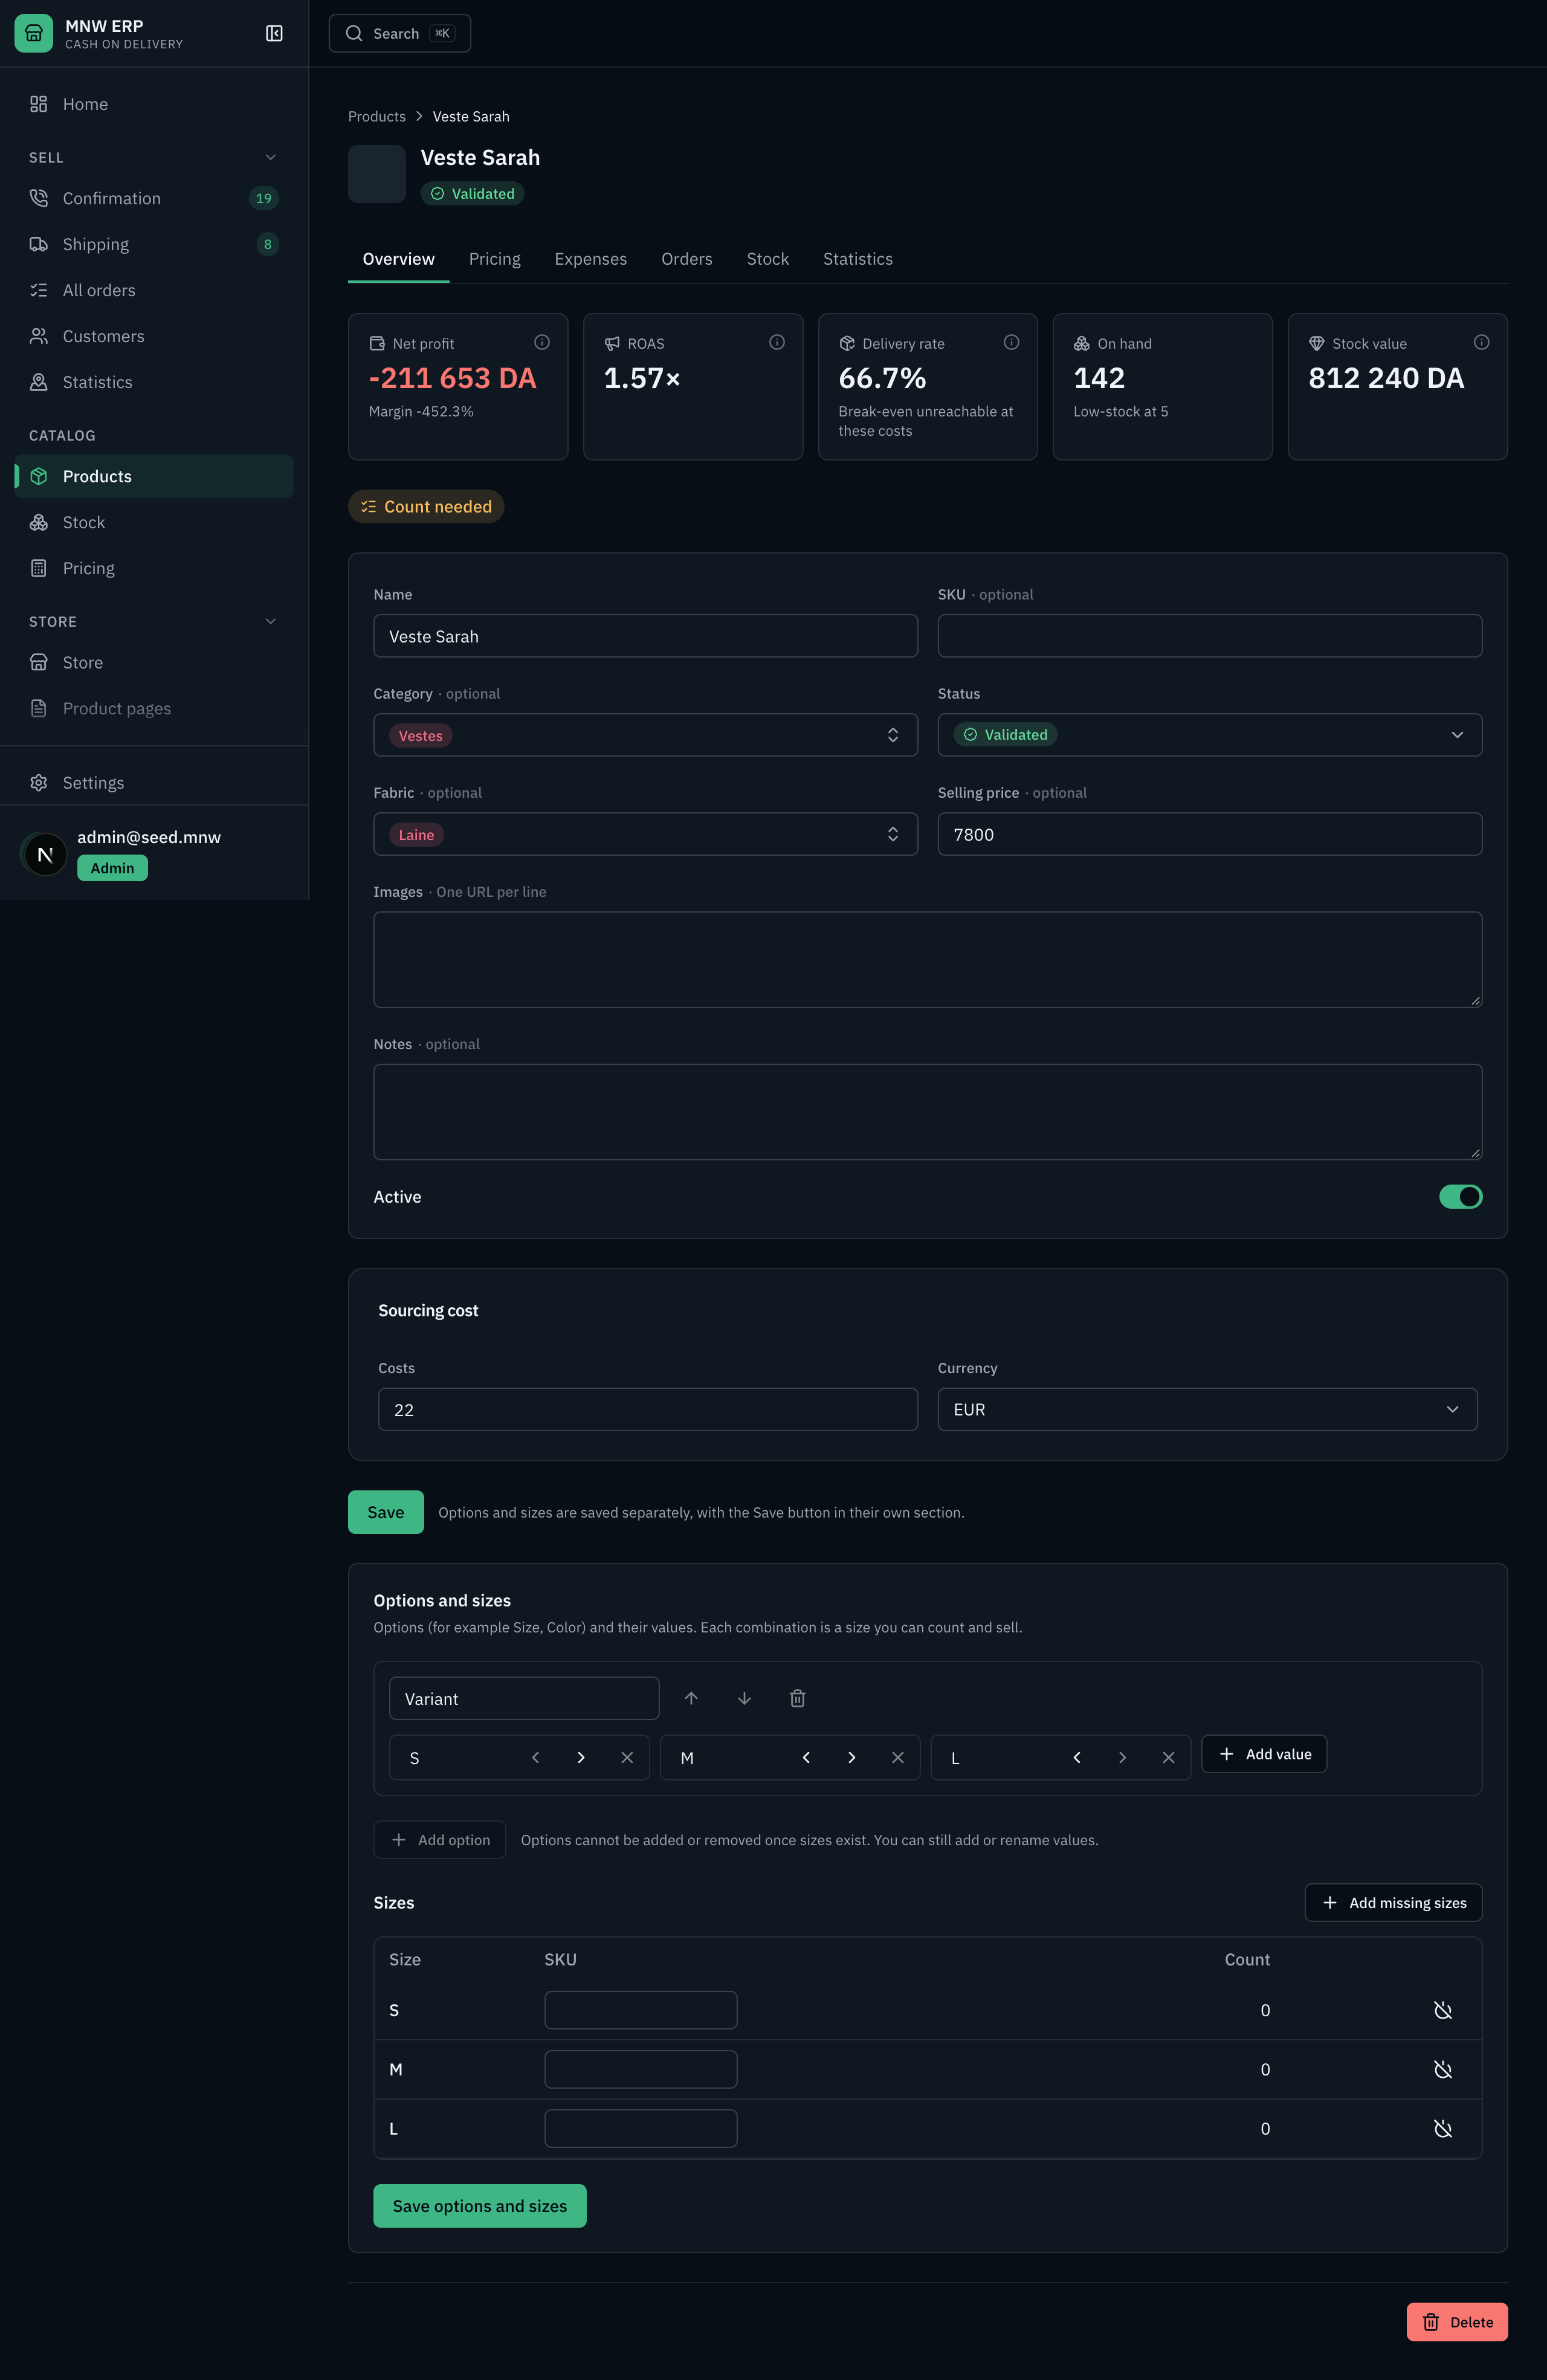 MNW ERP
CASH ON DELIVERY
Search ⌘K
Home
SELL
Confirmation 19
Shipping 8
All orders
Customers
Statistics
CATALOG
Products
Stock
Pricing
STORE
Store
Product pages
Settings
N
admin@seed.mnw
Admin
Products > Veste Sarah
Veste Sarah
Validated
Overview Pricing Expenses Orders Stock Statistics
Net profit
-211 653 DA
Margin -452.3%
ROAS
1.57×
Delivery rate
66.7%
Break-even unreachable at
these costs
On hand
142
Low-stock at 5
Stock value
812 240 DA
Count needed
Name
Veste Sarah
SKU · optional
Category · optional
Vestes
Status
Validated
Fabric · optional
Laine
Selling price · optional
7800
Images · One URL per line
Notes · optional
Active
Sourcing cost
Costs
22
Currency
EUR
Save Options and sizes are saved separately, with the Save button in their own section.
Options and sizes
Options (for example Size, Color) and their values. Each combination is a size you can count and sell.
Variant
S M L + Add value
+ Add option Options cannot be added or removed once sizes exist. You can still add or rename values.
Sizes + Add missing sizes
Size SKU Count
S 0
M 0
L 0
Save options and sizes
Delete